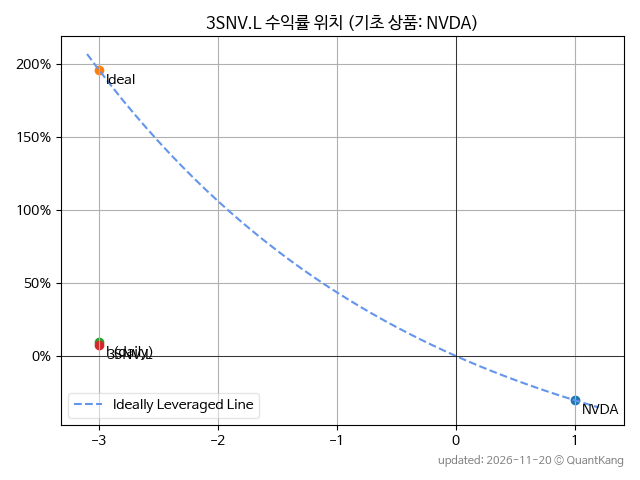 3SNV.L 수익률 위치 (기초 상품: NVDA)
200%
Ideal
150%
100%
50%
0%
3SNV.L
NVDA
Ideally Leveraged Line
-3
-2
-1
0
1
updated: 2026-11-20 © QuantKang